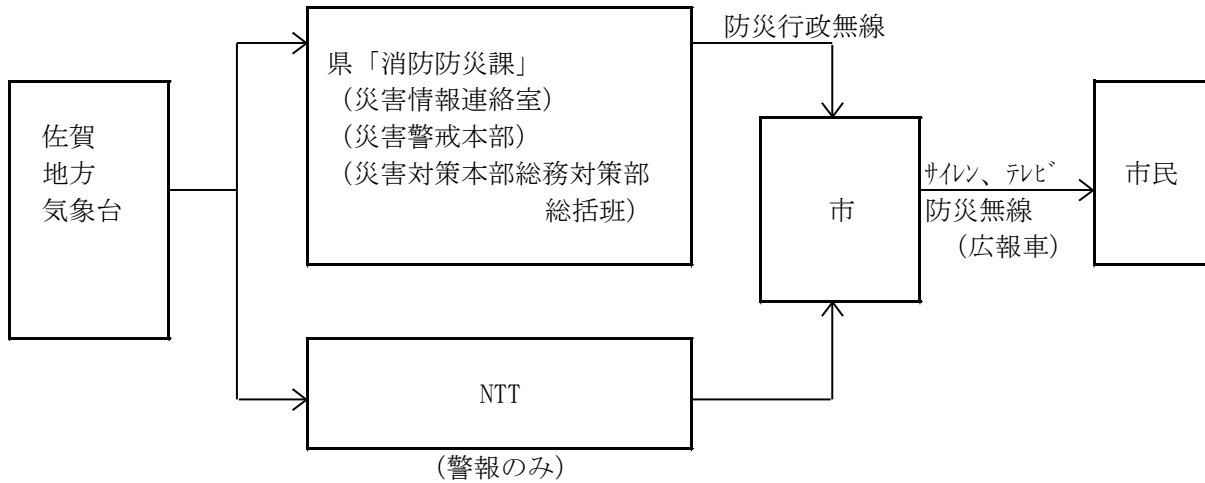 佐賀
地方
気象台
県「消防防災課」
(災害情報連絡室)
(災害警戒本部)
(災害対策本部総務対策部
総括班)
防災行政無線
NTT
(警報のみ)
市
ｻｲﾚﾝ、ﾃﾚﾋﾞ
防災無線
(広報車)
市民